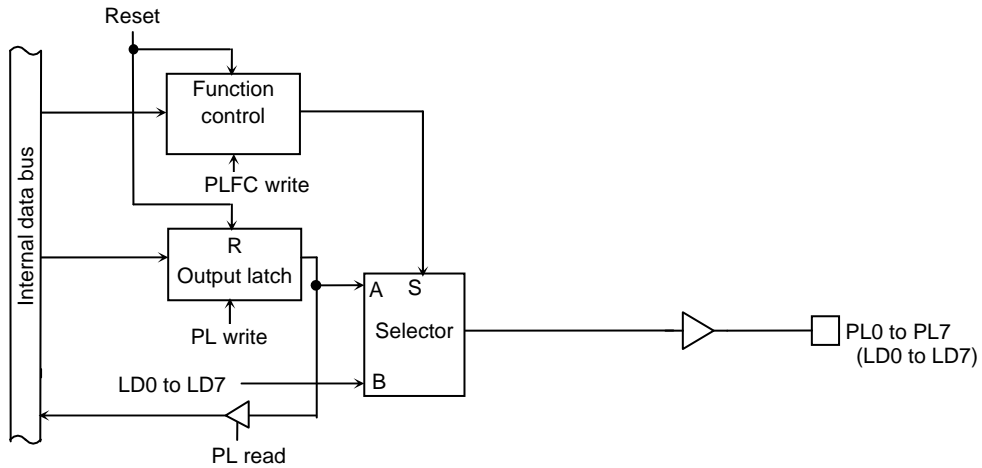 Reset
Function
control
PLFC write
Internal data bus
R
Output latch
A
S
PL write
Selector
PL0 to PL7
(LD0 to LD7)
LD0 to LD7
B
PL read